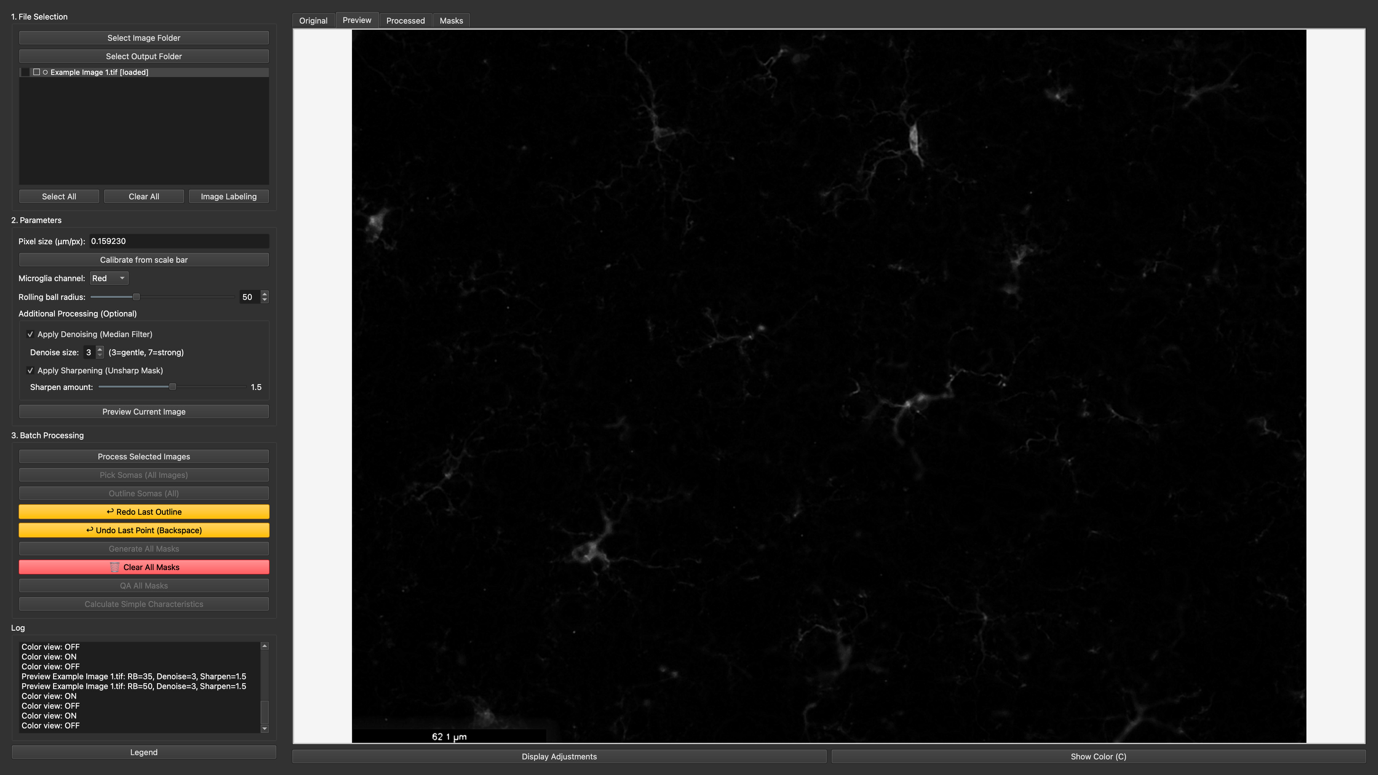 1. File Selection
Select Image Folder
Select Output Folder
Example Image 1.tif [loaded]
Select All
Clear All
Image Labeling
2. Parameters
Pixel size (µm/px): 0.159230
Calibrate from scale bar
Microglia channel: Red
Rolling ball radius: 50
Additional Processing (Optional)
Apply Denoising (Median Filter)
Denoise size: 3 (3=gentle, 7=strong)
Apply Sharpening (Unsharp Mask)
Sharpen amount: 1.5
Preview Current Image
3. Batch Processing
Process Selected Images
Pick Somas (All Images)
Outline Somas (All)
↩ Redo Last Outline
↩ Undo Last Point (Backspace)
Generate All Masks
Clear All Masks
QA All Masks
Calculate Simple Characteristics
Log
Color view: OFF
Color view: ON
Color view: OFF
Preview Example Image 1.tif: RB=35, Denoise=3, Sharpen=1.5
Preview Example Image 1.tif: RB=50, Denoise=3, Sharpen=1.5
Color view: ON
Color view: OFF
Color view: ON
Color view: OFF
Legend
Original
Preview
Processed
Masks
62.1 µm
Display Adjustments
Show Color (C)